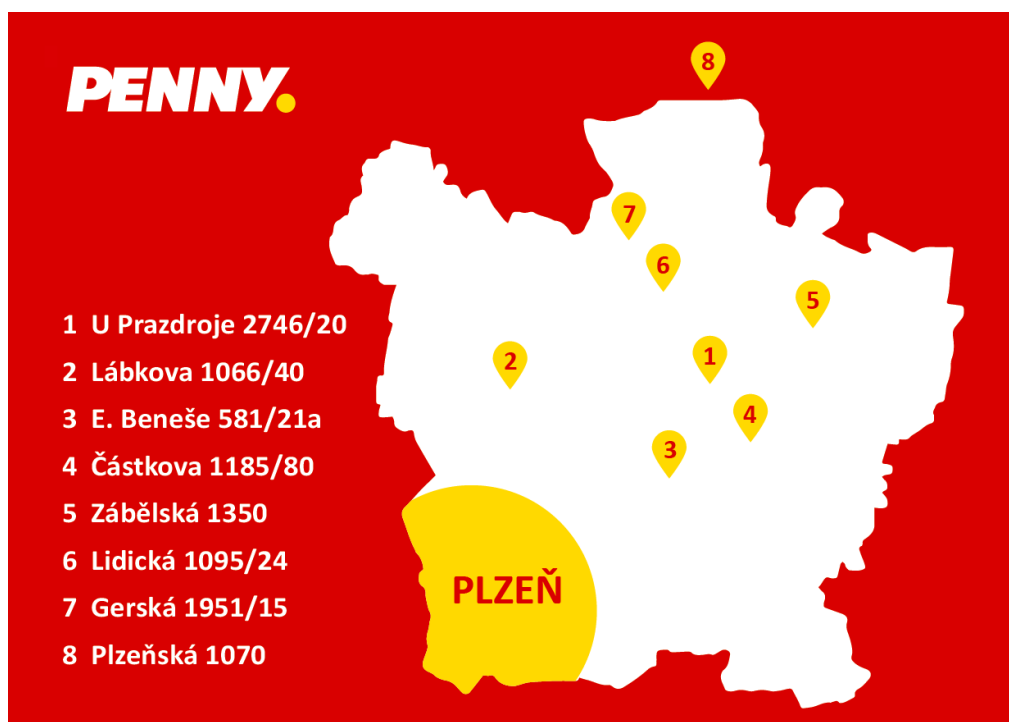 PENNY.
8
7
6
5
1 U Prazdroje 2746/20
2 Lábkova 1066/40
3 E. Beneše 581/21a
4 Částkova 1185/80
5 Zábělská 1350
6 Lidická 1095/24
7 Gerská 1951/15
8 Plzeňská 1070
1
2
4
3
PLZEŇ